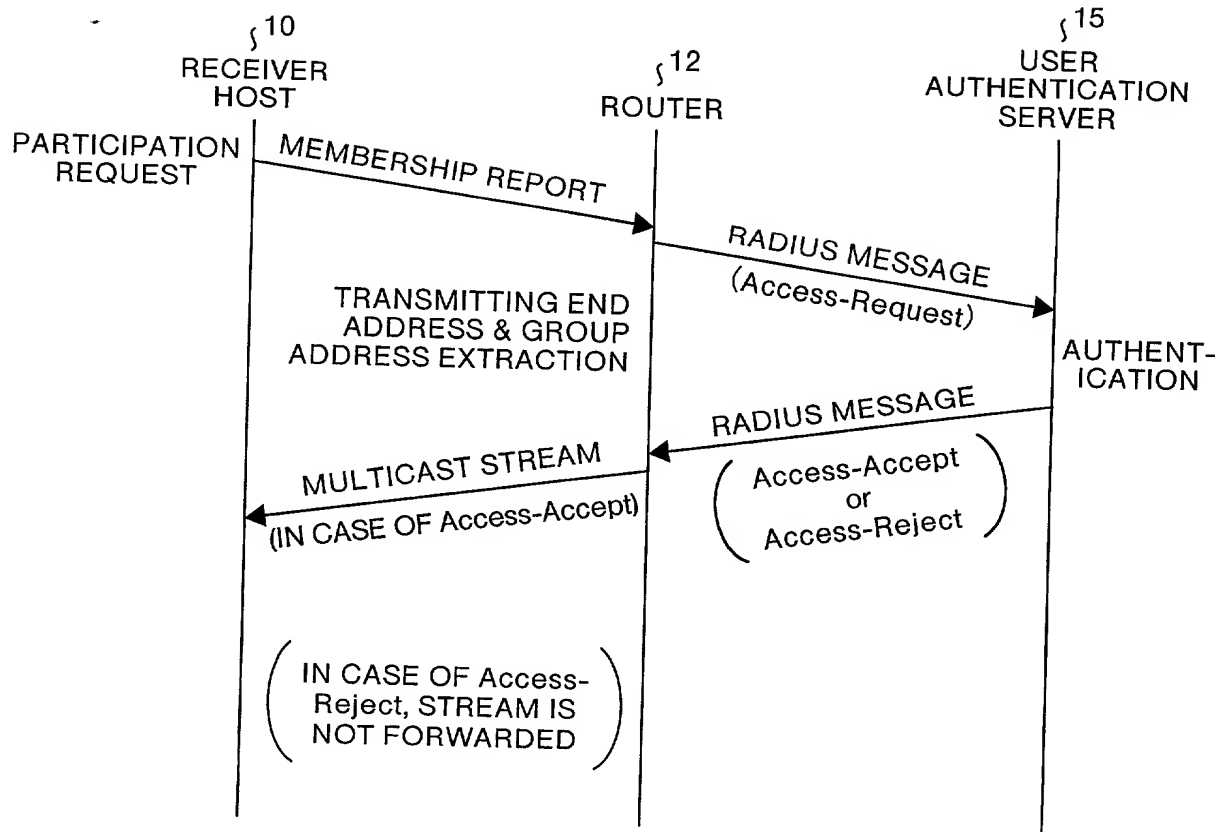 10
RECEIVER
HOST
12
ROUTER
15
USER
AUTHENTICATION
SERVER
PARTICIPATION
REQUEST
MEMBERSHIP REPORT
RADIUS MESSAGE
(Access-Request)
TRANSMITTING END
ADDRESS & GROUP
ADDRESS EXTRACTION
AUTHENT-
ICATION
RADIUS MESSAGE
(Access-Accept
or
Access-Reject)
MULTICAST STREAM
(IN CASE OF Access-Accept)
(IN CASE OF Access-
Reject, STREAM IS
NOT FORWARDED)